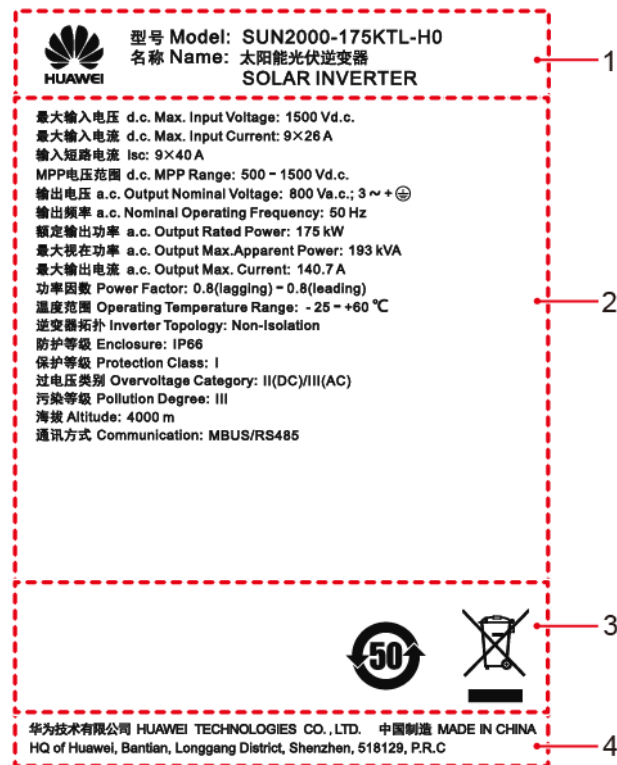 HUAWEI
型号 Model: SUN2000-175KTL-H0
名称 Name: 太阳能光伏逆变器
SOLAR INVERTER
1
最大输入电压 d.c. Max. Input Voltage: 1500 Vd.c.
最大输入电流 d.c. Max. Input Current: 9×26 A
输入短路电流 Isc: 9×40 A
MPP电压范围 d.c. MPP Range: 500 - 1500 Vd.c.
输出电压 a.c. Output Nominal Voltage: 800 Va.c.; 3 ~ + ⏚
输出频率 a.c. Nominal Operating Frequency: 50 Hz
额定输出功率 a.c. Output Rated Power: 175 kW
最大视在功率 a.c. Output Max.Apparent Power: 193 kVA
最大输出电流 a.c. Output Max. Current: 140.7 A
功率因数 Power Factor: 0.8(lagging) - 0.8(leading)
温度范围 Operating Temperature Range: - 25 - +60 ℃
逆变器拓扑 Inverter Topology: Non-Isolation
防护等级 Enclosure: IP66
保护等级 Protection Class: I
过电压类别 Overvoltage Category: II(DC)/III(AC)
污染等级 Pollution Degree: III
海拔 Altitude: 4000 m
通讯方式 Communication: MBUS/RS485
2
50
3
华为技术有限公司 HUAWEI TECHNOLOGIES CO., LTD. 中国制造 MADE IN CHINA
HQ of Huawei, Bantian, Longgang District, Shenzhen, 518129, P.R.C
4